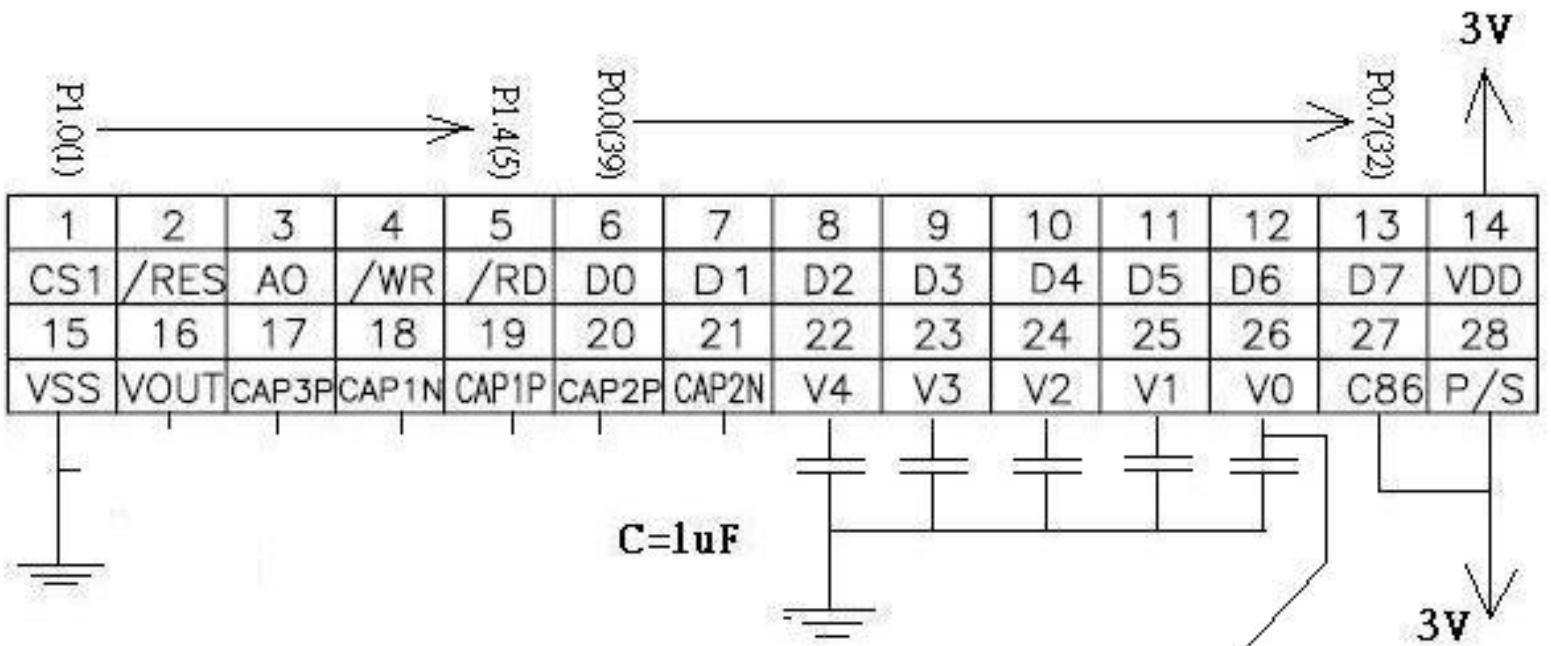 3V
P1.0(1) P1.4(5) P0.0(39) P0.7(32)
1 2 3 4 5 6 7 8 9 10 11 12 13 14
CS1 /RES A0 /WR /RD D0 D1 D2 D3 D4 D5 D6 D7 VDD
15 16 17 18 19 20 21 22 23 24 25 26 27 28
VSS VOUT CAP3P CAP1N CAP1P CAP2P CAP2N V4 V3 V2 V1 V0 C86 P/S
C=1uF
3V